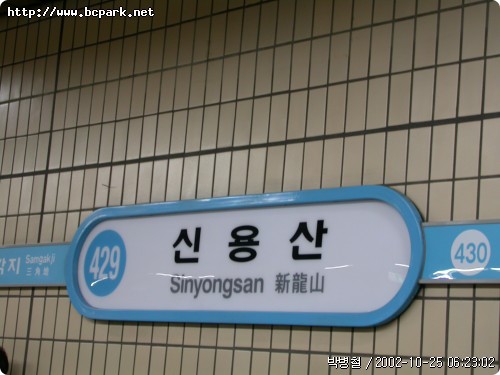 http://www.bcpark.net
각지 Sangakji
三角地
429
신용산
Sinyongsan 新龍山
430
박병철 / 2002-10-25 06:23:02